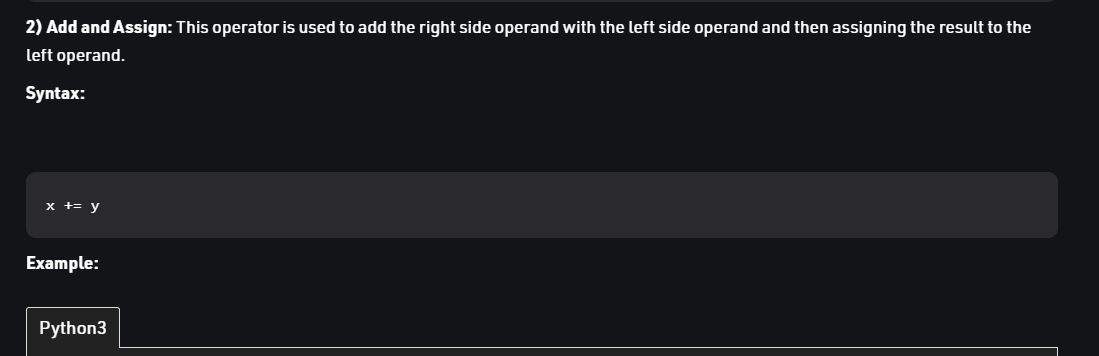 2) Add and Assign: This operator is used to add the right side operand with the left side operand and then assigning the result to the
left operand.
Syntax:
x += y
Example:
Python3